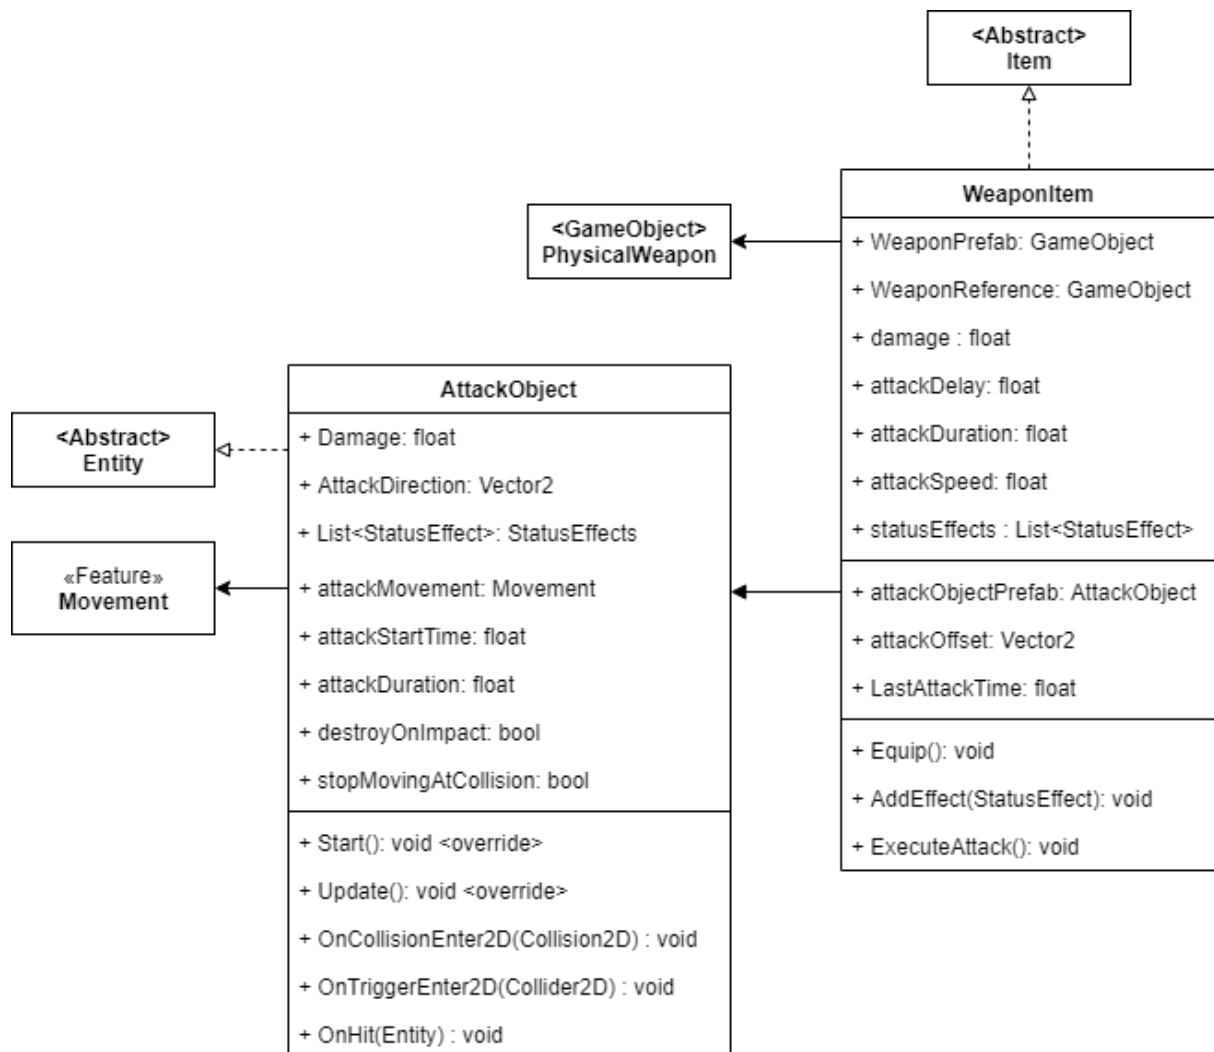 <Abstract>
Item
WeaponItem
+ WeaponPrefab: GameObject
+ WeaponReference: GameObject
+ damage : float
+ attackDelay: float
+ attackDuration: float
+ attackSpeed: float
+ statusEffects : List<StatusEffect>
+ attackObjectPrefab: AttackObject
+ attackOffset: Vector2
+ LastAttackTime: float
+ Equip(): void
+ AddEffect(StatusEffect): void
+ ExecuteAttack(): void
<GameObject>
PhysicalWeapon
AttackObject
+ Damage: float
+ AttackDirection: Vector2
+ List<StatusEffect>: StatusEffects
+ attackMovement: Movement
+ attackStartTime: float
+ attackDuration: float
+ destroyOnImpact: bool
+ stopMovingAtCollision: bool
+ Start(): void <override>
+ Update(): void <override>
+ OnCollisionEnter2D(Collision2D) : void
+ OnTriggerEnter2D(Collider2D) : void
+ OnHit(Entity) : void
<Abstract>
Entity
«Feature»
Movement